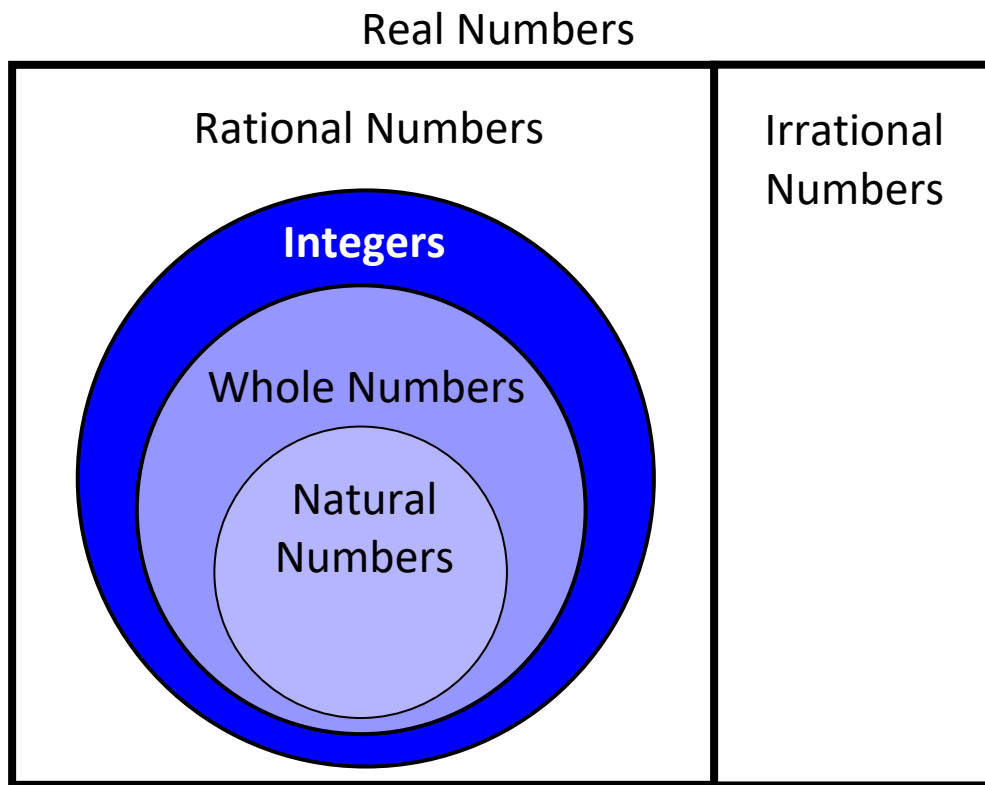 Real Numbers
Rational Numbers
Irrational
Numbers
Integers
Whole Numbers
Natural
Numbers